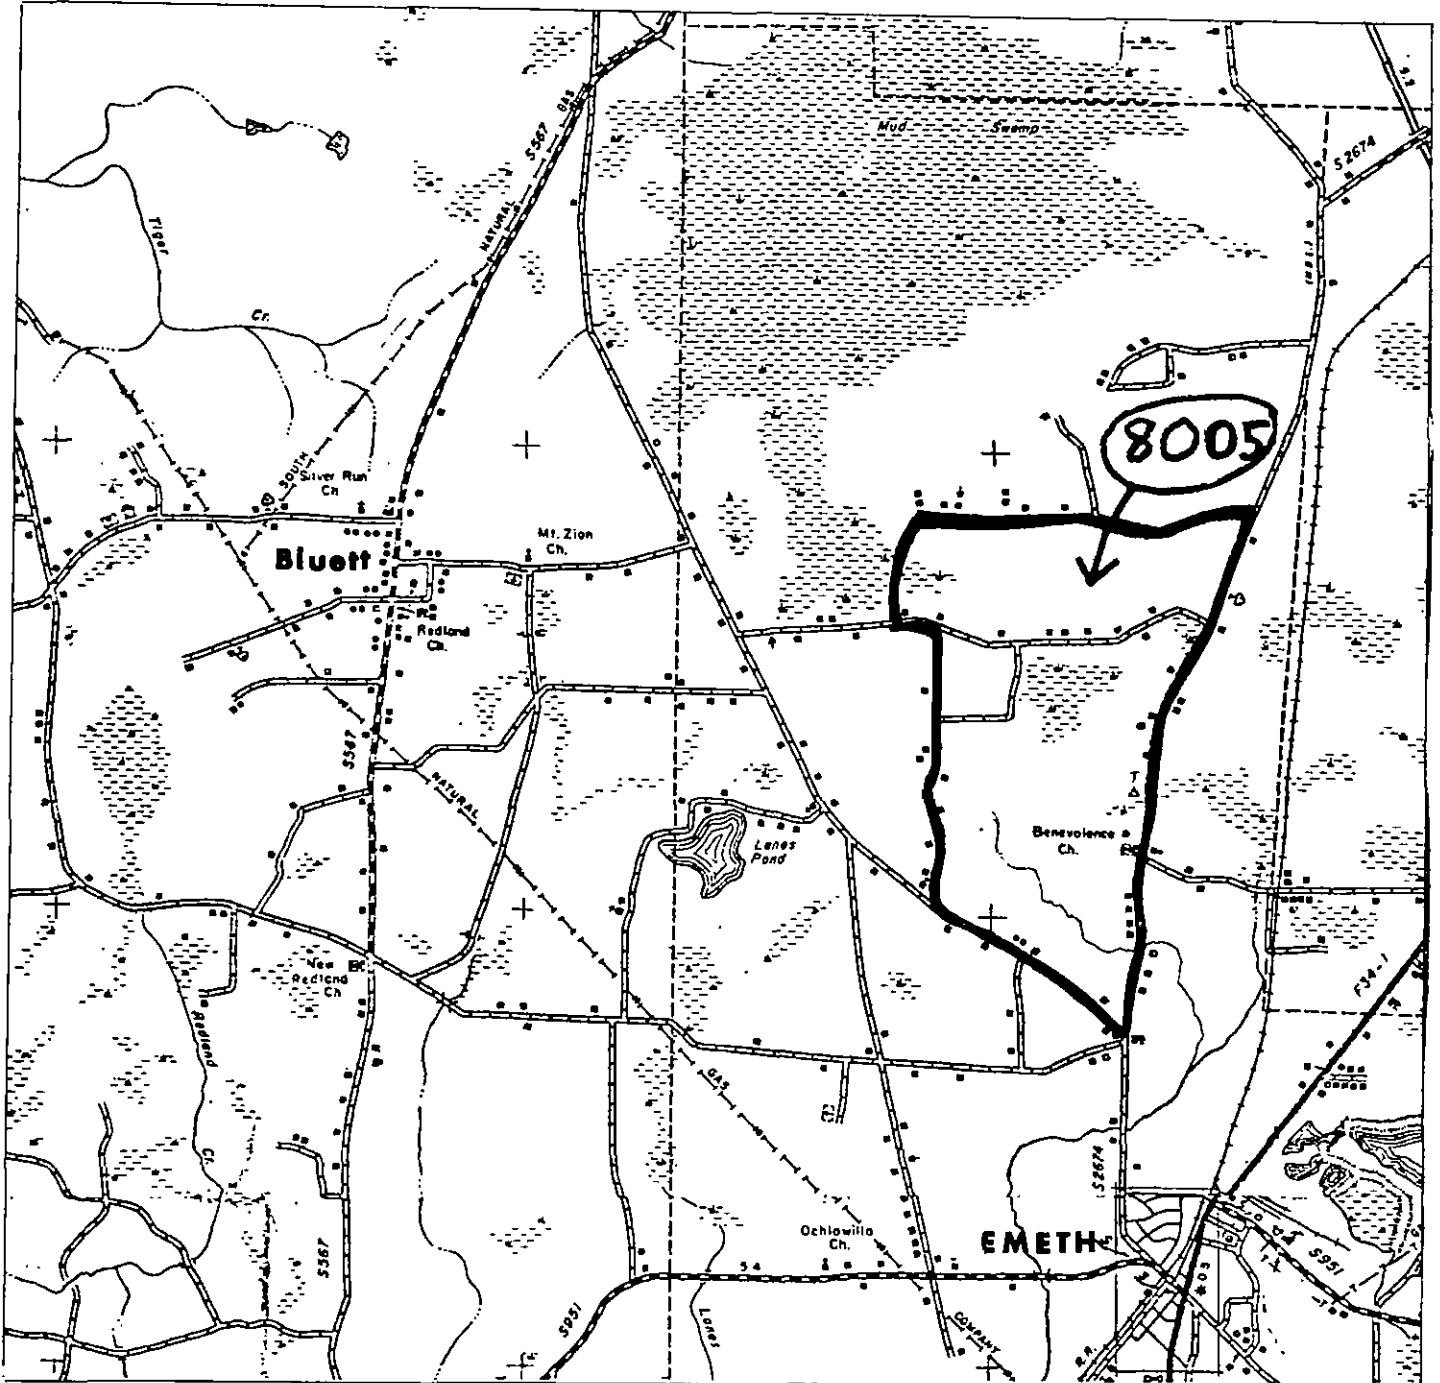 GAS
S567
NATURAL
Mud Swamp
S2674
Tiger
Cr.
8005
SOUTH
Silver Run
Ch
Mt. Zion
Ch.
Bluett
Redland
Ch.
S567
NATURAL
Lanes
Pond
Benevolence
Ch.
New
Redland
Ch
F34-1
Redland
Cr.
GAS
S2674
Ochlawilla
Ch.
EMETH
S951
54
S567
S951
Lanes
COMPANY
R.R.